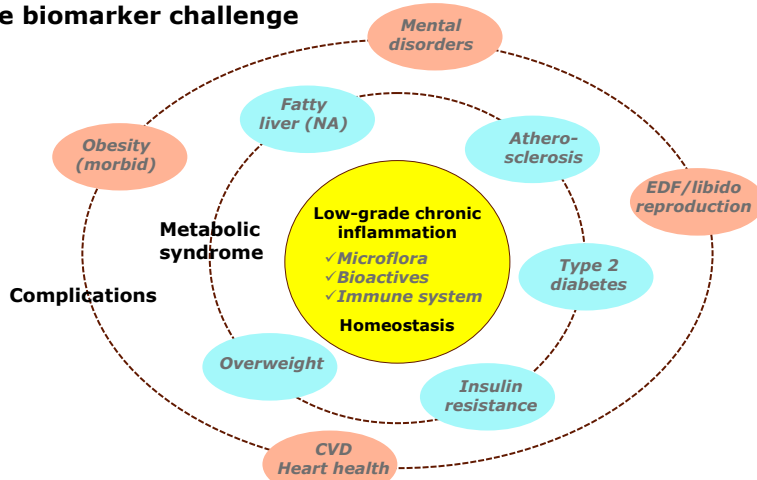 e biomarker challenge
Mental
disorders
Fatty
liver (NA)
Athero-
sclerosis
Obesity
(morbid)
EDF/libido
reproduction
Low-grade chronic
inflammation
Metabolic
syndrome
✓Microflora
✓Bioactives
✓Immune system
Type 2
diabetes
Complications
Homeostasis
Overweight
Insulin
resistance
CVD
Heart health